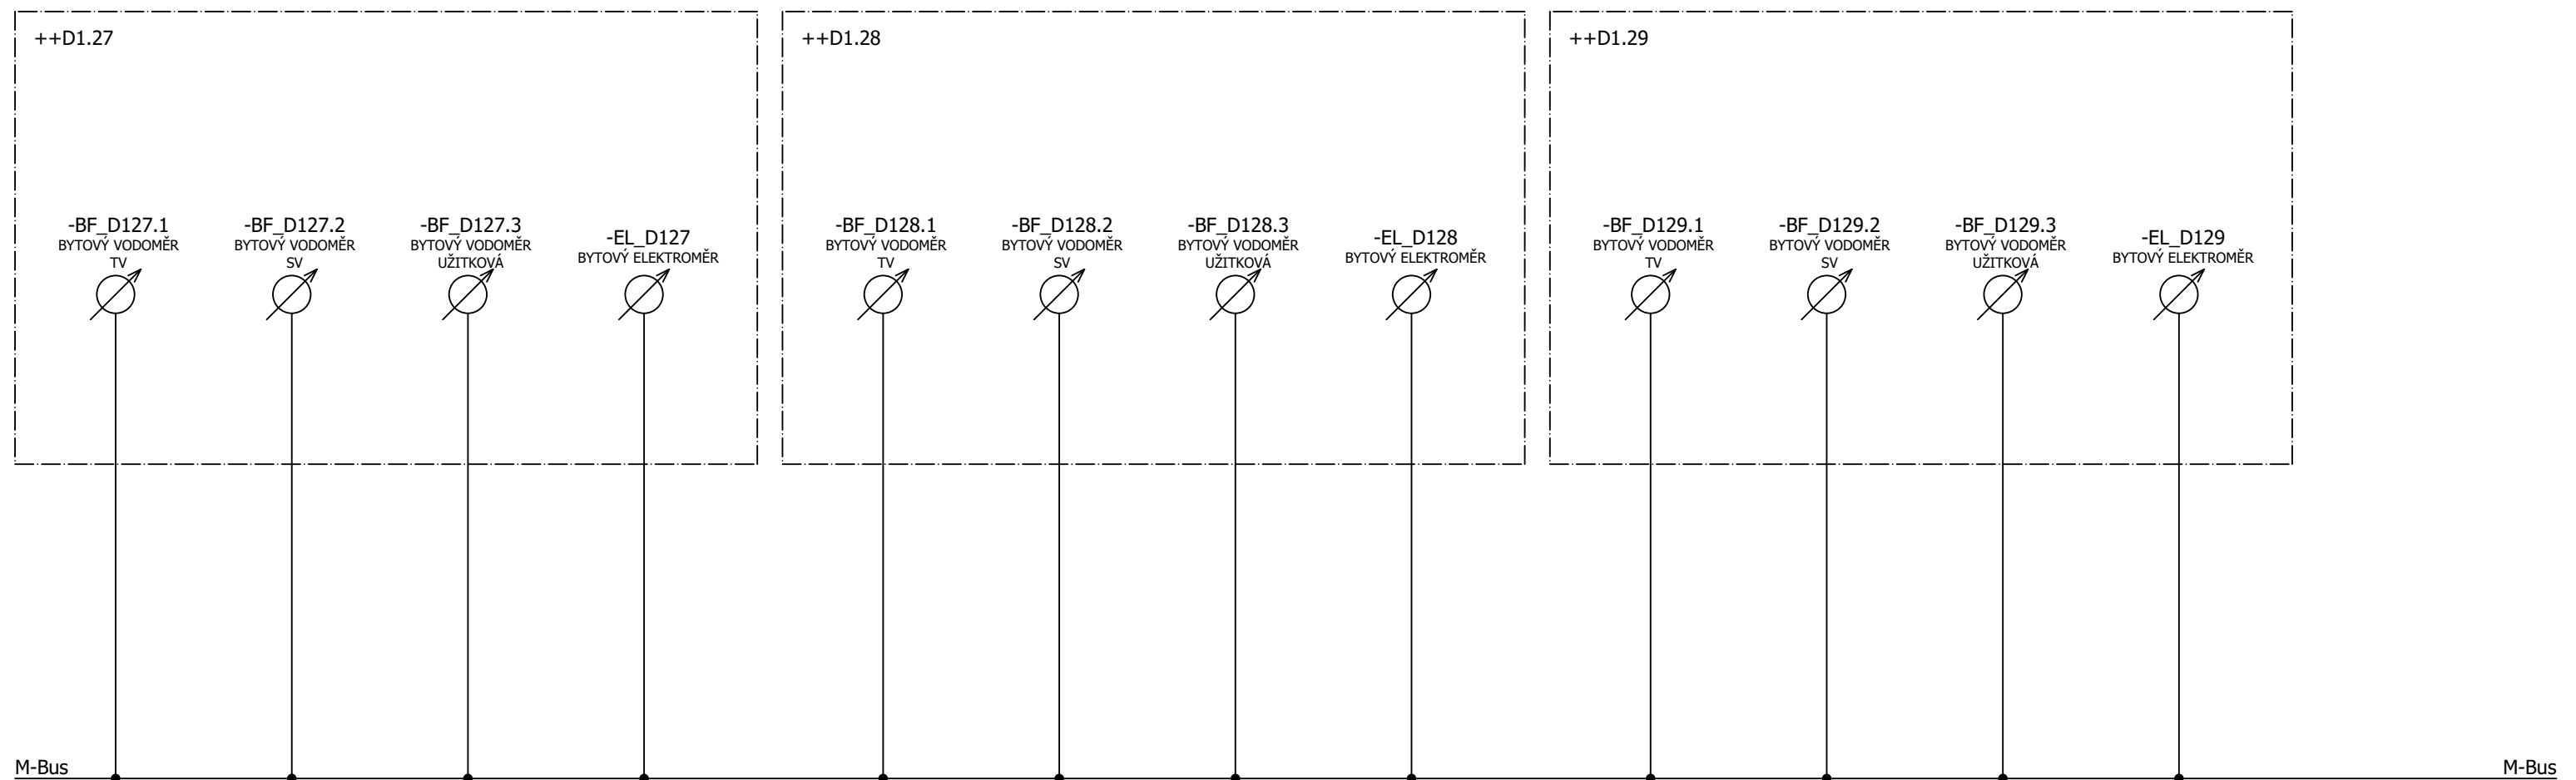 ++D1.27
-BF_D127.1
BYTOVÝ VODOMĚR
TV
-BF_D127.2
BYTOVÝ VODOMĚR
SV
-BF_D127.3
BYTOVÝ VODOMĚR
UŽITKOVÁ
-EL_D127
BYTOVÝ ELEKTROMĚR
++D1.28
-BF_D128.1
BYTOVÝ VODOMĚR
TV
-BF_D128.2
BYTOVÝ VODOMĚR
SV
-BF_D128.3
BYTOVÝ VODOMĚR
UŽITKOVÁ
-EL_D128
BYTOVÝ ELEKTROMĚR
++D1.29
-BF_D129.1
BYTOVÝ VODOMĚR
TV
-BF_D129.2
BYTOVÝ VODOMĚR
SV
-BF_D129.3
BYTOVÝ VODOMĚR
UŽITKOVÁ
-EL_D129
BYTOVÝ ELEKTROMĚR
M-Bus
M-Bus